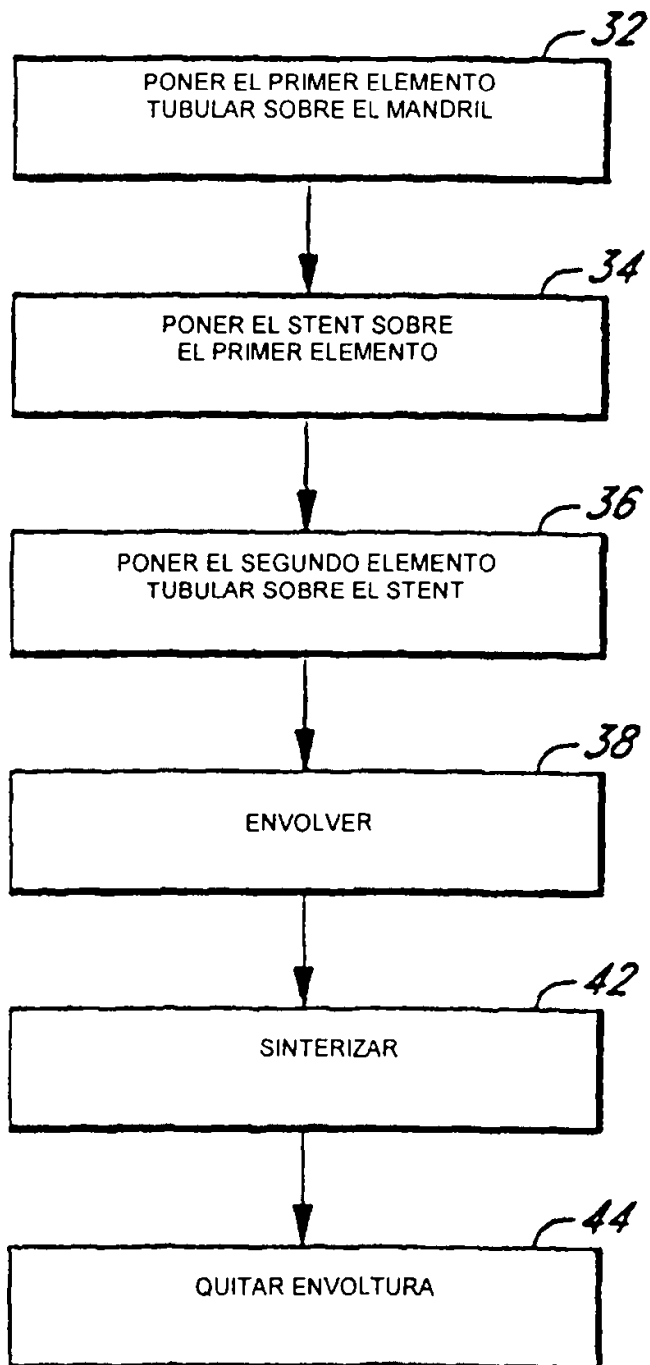 32
PONER EL PRIMER ELEMENTO
TUBULAR SOBRE EL MANDRIL
34
PONER EL STENT SOBRE
EL PRIMER ELEMENTO
36
PONER EL SEGUNDO ELEMENTO
TUBULAR SOBRE EL STENT
38
ENVOLVER
42
SINTERIZAR
44
QUITAR ENVOLTURA